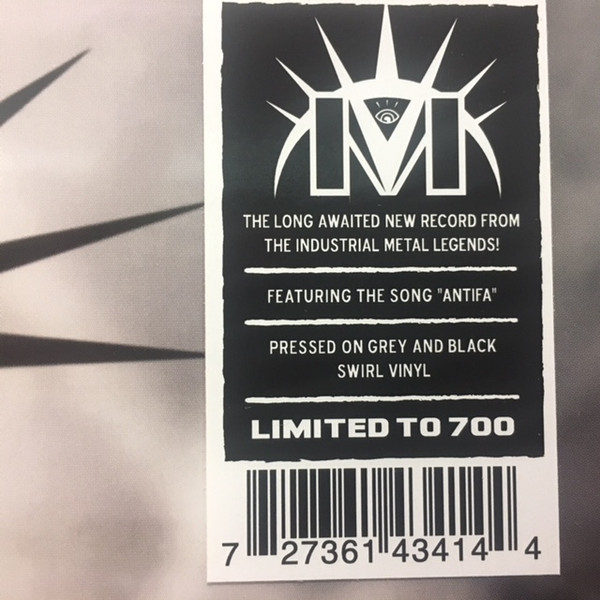 M
THE LONG AWAITED NEW RECORD FROM
THE INDUSTRIAL METAL LEGENDS!
FEATURING THE SONG "ANTIFA"
PRESSED ON GREY AND BLACK
SWIRL VINYL
LIMITED TO 700
7 27361 43414 4